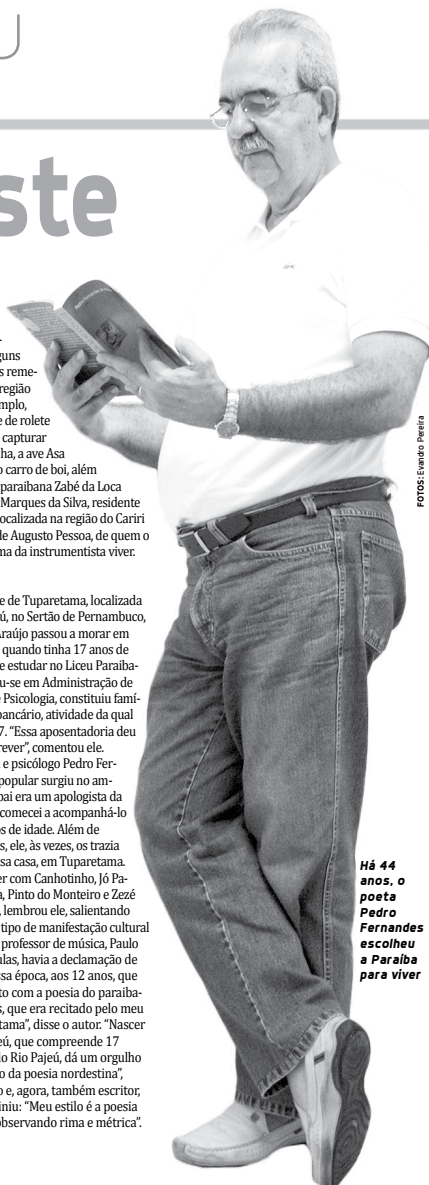 U
ste
-
guns
s reme-
região
mplo,
e de rolete
capturar
ha, a ave Asa
o carro de boi, além
paraibana Zabé da Loca
Marques da Silva, residente
ocalizada na região do Cariri
de Augusto Pessoa, de quem o
ma da instrumentista viver.
e de Tuparetama, localizada
ú, no Sertão de Pernambuco,
Araújo passou a morar em
quando tinha 17 anos de
e estudar no Liceu Paraiba-
u-se em Administração de
e Psicologia, constituiu famí-
bancário, atividade da qual
7. “Essa aposentadoria deu
rever”, comentou ele.
e psicólogo Pedro Fer-
popular surgiu no am-
pai era um apologista da
comecei a acompanhá-lo
os de idade. Além de
s, ele, às vezes, os trazia
ssa casa, em Tuparetama.
er com Canhotinho, Jó Pa-
a, Pinto do Monteiro e Zezé
, lembrou ele, salientando
tipo de manifestação cultural
professor de música, Paulo
ulas, havia a declamação de
ssa época, aos 12 anos, que
to com a poesia do paraiba-
s, que era recitado pelo meu
tama”, disse o autor. “Nascer
eú, que compreende 17
do Rio Pajeú, dá um orgulho
o da poesia nordestina”,
o e, agora, também escritor,
iniu: “Meu estilo é a poesia
observando rima e métrica”.
FOTOS: Evandro Pereira
Há 44
anos, o
poeta
Pedro
Fernandes
escolheu
a Paraíba
para viver